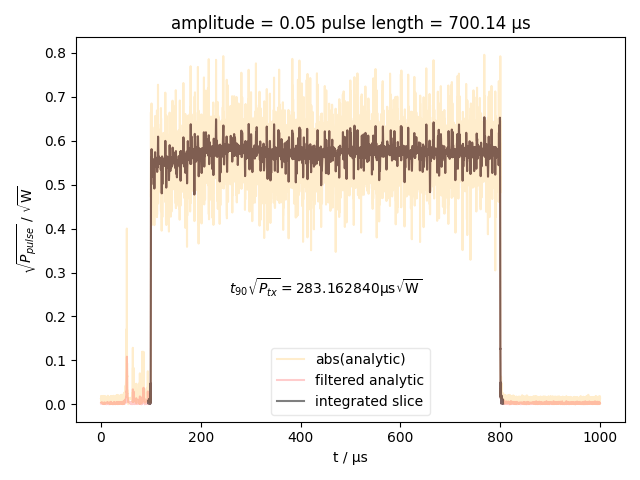 amplitude = 0.05 pulse length = 700.14 μs
0.8
0.7
0.6
0.5
0.4
0.3
0.2
0.1
0.0
√P_pulse / √W
t₉₀√P_tx = 283.162840μs√W
abs(analytic)
filtered analytic
integrated slice
0 200 400 600 800 1000
t / μs